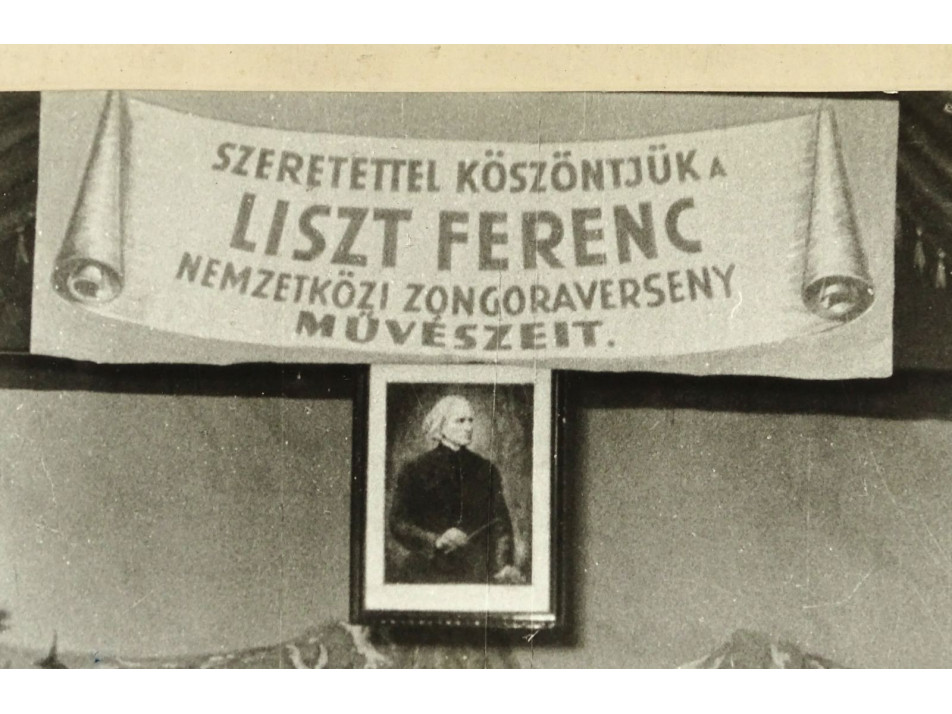 SZERETETTEL KÖSZÖNTJÜK A
LISZT FERENC
NEMZETKÖZI ZONGORAVERSENY
MŰVÉSZEIT.